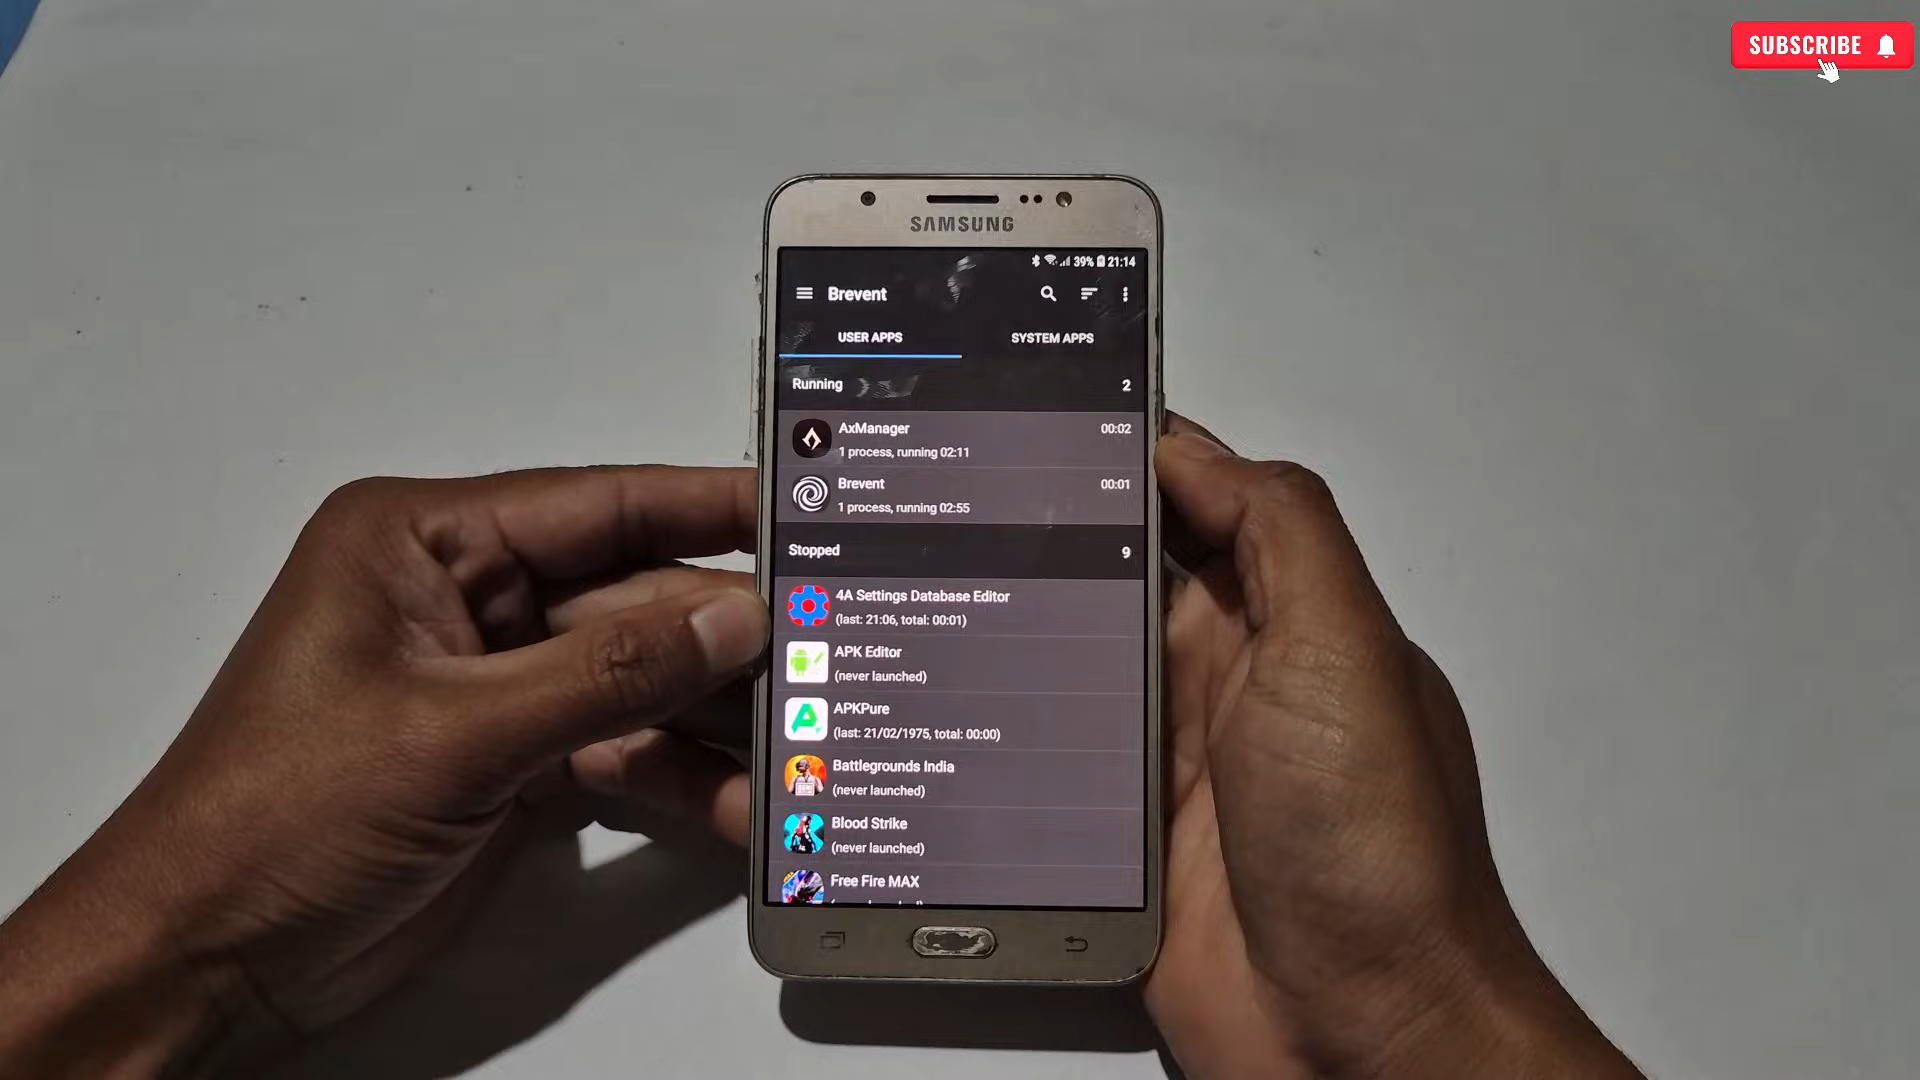 SUBSCRIBE
SAMSUNG
39% 21:14
Brevent
USER APPS
SYSTEM APPS
Running
2
AxManager
00:02
1 process, running 02:11
Brevent
00:01
1 process, running 02:55
Stopped
9
4A Settings Database Editor
(last: 21:06, total: 00:01)
APK Editor
(never launched)
APKPure
(last: 21/02/1975, total: 00:00)
Battlegrounds India
(never launched)
Blood Strike
(never launched)
Free Fire MAX